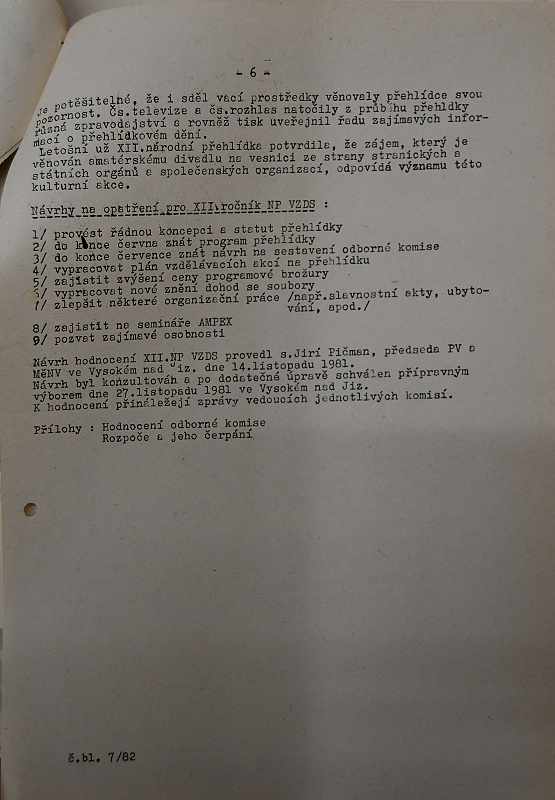 - 6 -
Je potěšitelné, že i sděl vací prostředky věnovaly přehlídce svou
pozornost. Čs.televize a čs.rozhlas natočily z průběhu přehlídky
různá zpravodajství a rovněž tisk uveřejnil řadu zajímavých infor-
mací o přehlídkovém dění.
Letošní už XII.národní přehlídka potvrdila, že zájem, který je
věnován amatérskému divadlu na vesnici ze strany stranických a
státních orgánů a společenských organizací, odpovídá významu této
kulturní akce.
Návrhy na opatření pro XII.ročník NP VZDS :
1/ provést řádnou koncepci a statut přehlídky
2/ do konce června znát program přehlídky
3/ do konce července znát návrh na sestavení odborné komise
4/ vypracovat plán vzdělávacích akcí na přehlídku
5/ zajistit zvýšení ceny programové brožury
6/ vypracovat nové znění dohod se soubory
7/ zlepšit některé organizační práce /např.slavnostní akty, ubyto-
vání, apod./
8/ zajistit na semináře AMPEX
9/ pozvat zajímavé osobnosti
Návrh hodnocení XII.NP VZDS provedl s.Jiří Pičman, předseda PV a
MěNV ve Vysokém nad Jiz. dne 14.listopadu 1981.
Návrh byl konzultován a po dodatečné úpravě schválen přípravným
výborem dne 27.listopadu 1981 ve Vysokém nad Jiz.
K hodnocení přináležejí zprávy vedoucích jednotlivých komisí.
Přílohy : Hodnocení odborné komise
Rozpoče a jeho čerpání
č.bl. 7/82